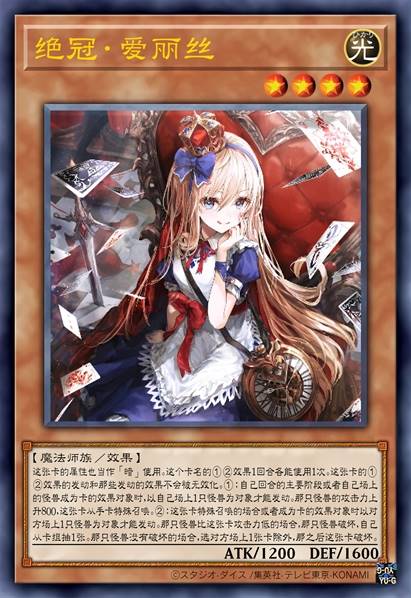 绝冠·爱丽丝
ひかり
光
【魔法师族／效果】
这张卡的属性也当作「暗」使用。这个卡名的①②效果1回合各能使用1次。这张卡的①
②效果的发动和那些发动的效果不会被无效化。①：自己回合的主要阶段或者自己场上
的怪兽成为卡的效果对象时，以自己场上1只怪兽为对象才能发动。那只怪兽的攻击力上
升800，这张卡从手卡特殊召唤。②：这张卡特殊召唤的场合或者成为卡的效果对象时以对
方场上1只怪兽为对象才能发动。那只怪兽比这张卡攻击力低的场合，那只怪兽破坏，自己
从卡组抽1张。那只怪兽没有破坏的场合，选对方场上1张卡除外，那之后这张卡破坏。
ATK/1200 DEF/1600
©スタジオ・ダイス /集英社・テレビ東京・KONAMI
YU-G